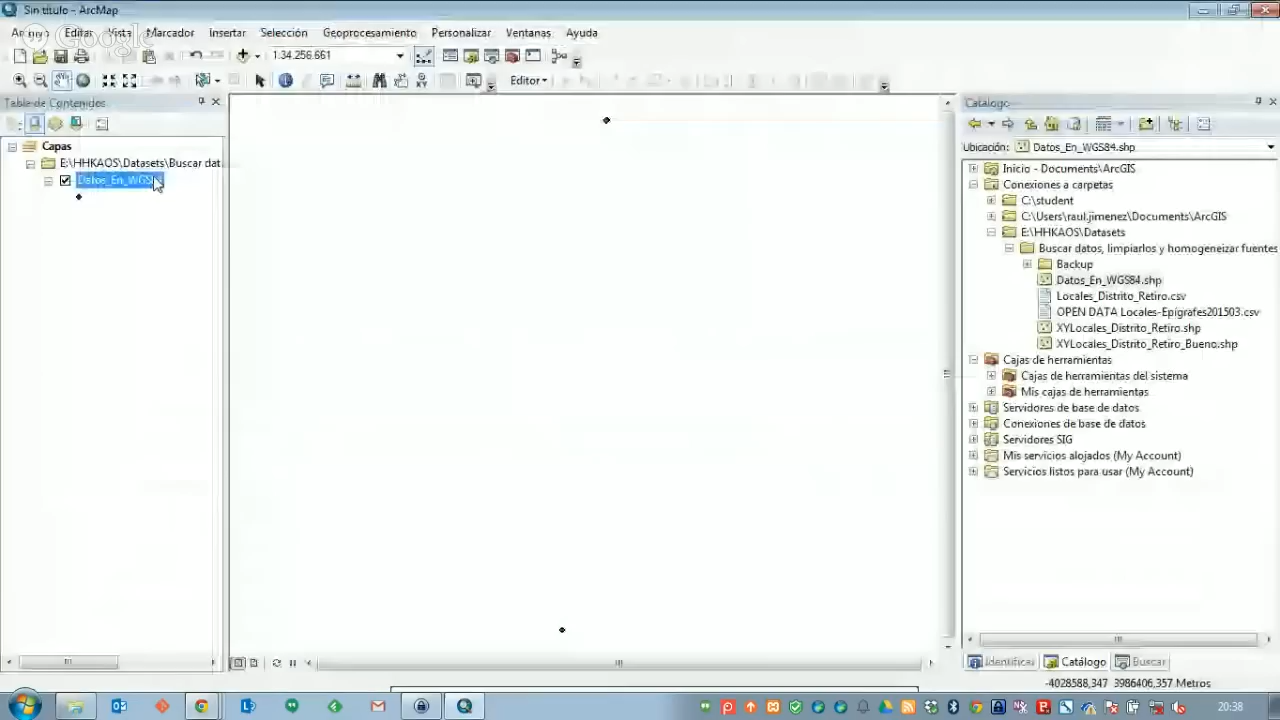 Sin título - ArcMap
Archivo Editar Vista Marcador Insertar Selección Geoprocesamiento Personalizar Ventanas Ayuda
Google
1:34.256.661
Editor
Tabla de Contenidos
Catálogo
Capas
E:\HHKAOS\Datasets\Buscar dat
Datos_En_WGS
Ubicación: Datos_En_WGS84.shp
Inicio - Documents\ArcGIS
Conexiones a carpetas
C:\student
C:\Users\raul.jimenez\Documents\ArcGIS
E:\HHKAOS\Datasets
Buscar datos, limpiarlos y homogeneizar fuentes
Backup
Datos_En_WGS84.shp
Locales_Distrito_Retiro.csv
OPEN DATA Locales-Epigrafes201503.csv
XYLocales_Distrito_Retiro.shp
XYLocales_Distrito_Retiro_Bueno.shp
Cajas de herramientas
Cajas de herramientas del sistema
Mis cajas de herramientas
Servidores de base de datos
Conexiones de base de datos
Servidores SIG
Mis servicios alojados (My Account)
Servicios listos para usar (My Account)
Identificar Catálogo Buscar
-4028588,347 3986406,357 Metros
20:38